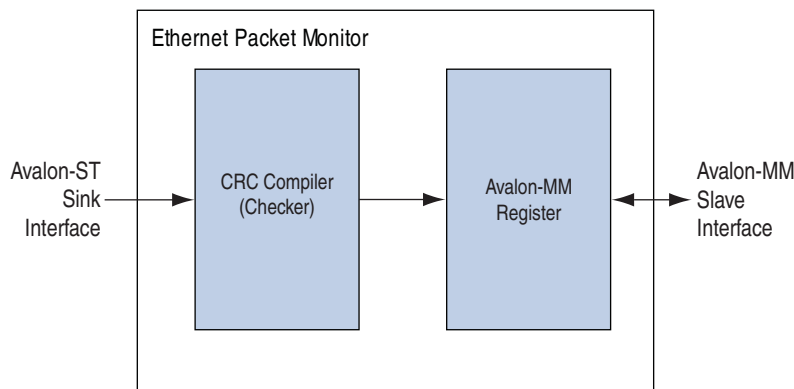 Ethernet Packet Monitor
Avalon-ST
Sink
Interface
CRC Compiler
(Checker)
Avalon-MM
Register
Avalon-MM
Slave
Interface